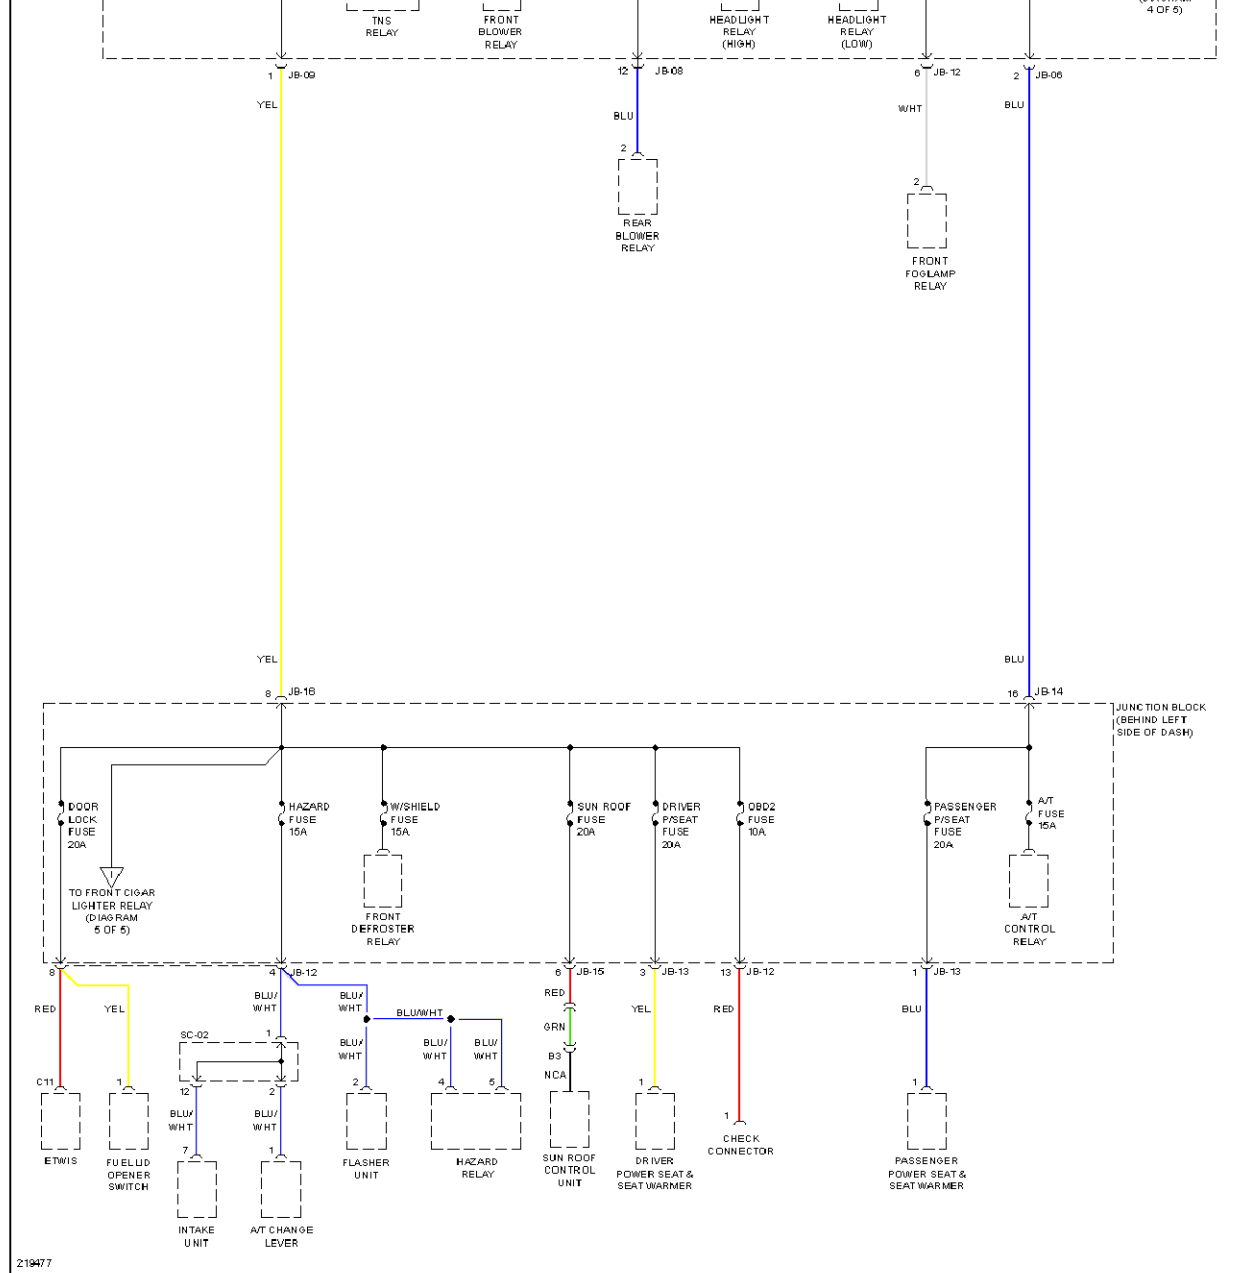 4 OF 5)
TNS
RELAY
FRONT
BLOWER
RELAY
HEADLIGHT
RELAY
(HIGH)
HEADLIGHT
RELAY
(LOW)
1 JB-09
12 JB-08
6 JB-12
2 JB-06
YEL
BLU
WHT
BLU
2
REAR
BLOWER
RELAY
2
FRONT
FOGLAMP
RELAY
YEL
BLU
8 JB-16
16 JB-14
JUNCTION BLOCK
(BEHIND LEFT
SIDE OF DASH)
DOOR
LOCK
FUSE
20A
HAZARD
FUSE
15A
W/SHIELD
FUSE
15A
SUN ROOF
FUSE
20A
DRIVER
P/SEAT
FUSE
20A
OBD2
FUSE
10A
PASSENGER
P/SEAT
FUSE
20A
A/T
FUSE
15A
I
TO FRONT CIGAR
LIGHTER RELAY
(DIAGRAM
5 OF 5)
FRONT
DEFROSTER
RELAY
A/T
CONTROL
RELAY
8
4 JB-12
6 JB-15
3 JB-13
13 JB-12
1 JB-13
RED
YEL
BLU/
WHT
BLU/
WHT
BLU/WHT
RED
YEL
RED
BLU
SC-02
1
BLU/
WHT
BLU/
WHT
BLU/
WHT
GRN
B3
NCA
C11
1
12
2
2
4
5
1
1
1
BLU/
WHT
BLU/
WHT
7
1
ETWIS
FUEL LID
OPENER
SWITCH
INTAKE
UNIT
A/T CHANGE
LEVER
FLASHER
UNIT
HAZARD
RELAY
SUN ROOF
CONTROL
UNIT
DRIVER
POWER SEAT &
SEAT WARMER
CHECK
CONNECTOR
PASSENGER
POWER SEAT &
SEAT WARMER
219477